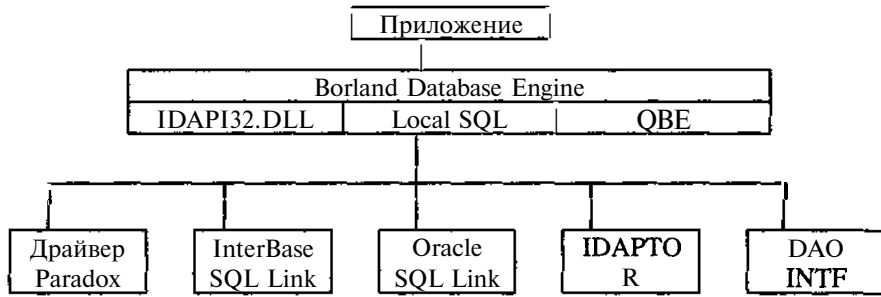 Приложение
Borland Database Engine
IDAPI32.DLL Local SQL QBE
Драйвер Paradox
InterBase SQL Link
Oracle SQL Link
IDAPTO R
DAO INTF